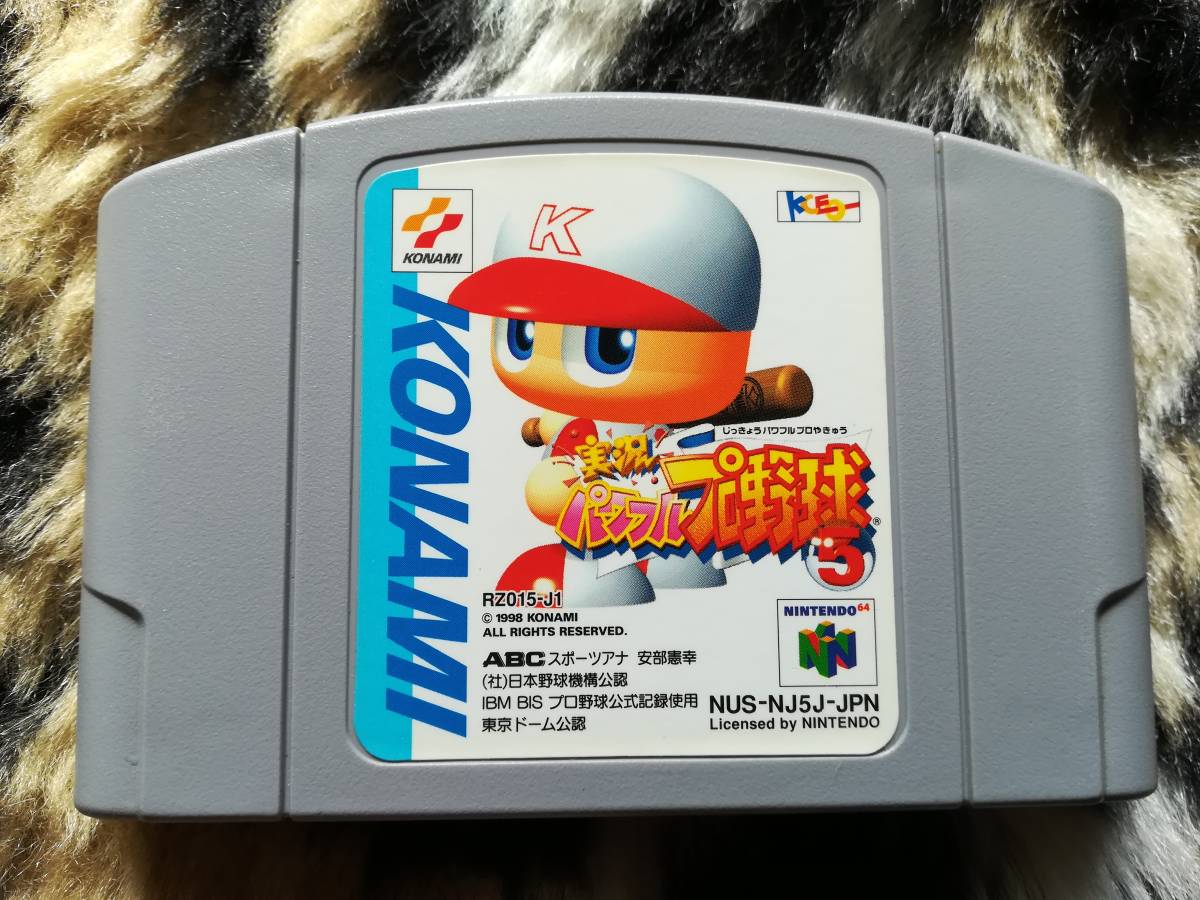 KONAMI
K
KCEO
KONAMI
じっきょうパワフルプロやきゅう
実況
パワフルプロ野球
5
®
RZ015-J1
© 1998 KONAMI
ALL RIGHTS RESERVED.
ABC スポーツアナ 安部憲幸
(社)日本野球機構公認
IBM BIS プロ野球公式記録使用
東京ドーム公認
NINTENDO64
N
NUS-NJ5J-JPN
Licensed by NINTENDO